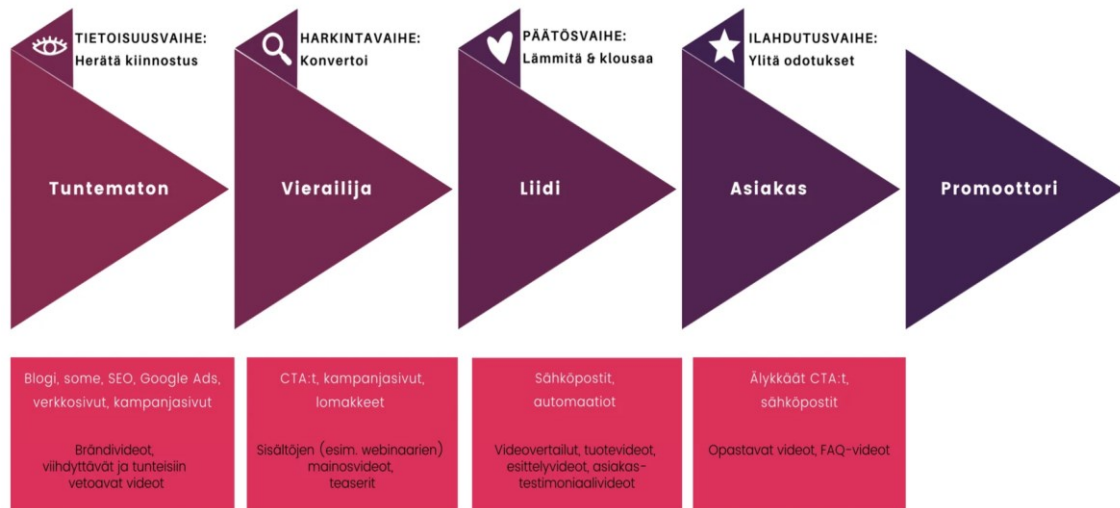 TIETOISUUSVAIHE:
Herätä kiinnostus
HARKINTAVAIHE:
Konvertoi
PÄÄTÖSVAIHE:
Lämmitä & klousaa
ILAHDUTUSVAIHE:
Ylitä odotukset
Tuntematon
Vierailija
Liidi
Asiakas
Promoottori
Blogi, some, SEO, Google Ads,
verkkosivut, kampanjasivut
Brändivideot,
viihdyttävät ja tunteisiin
vetoavat videot
CTA:t, kampanjasivut,
lomakkeet
Sisältöjen (esim. webinaarien)
mainosvideot,
teaserit
Sähköpostit,
automaatiot
Videovertailut, tuotevideot,
esittelyvideot, asiakas-
testimoniaalivideot
Älykkäät CTA:t,
sähköpostit
Opastavat videot, FAQ-videot